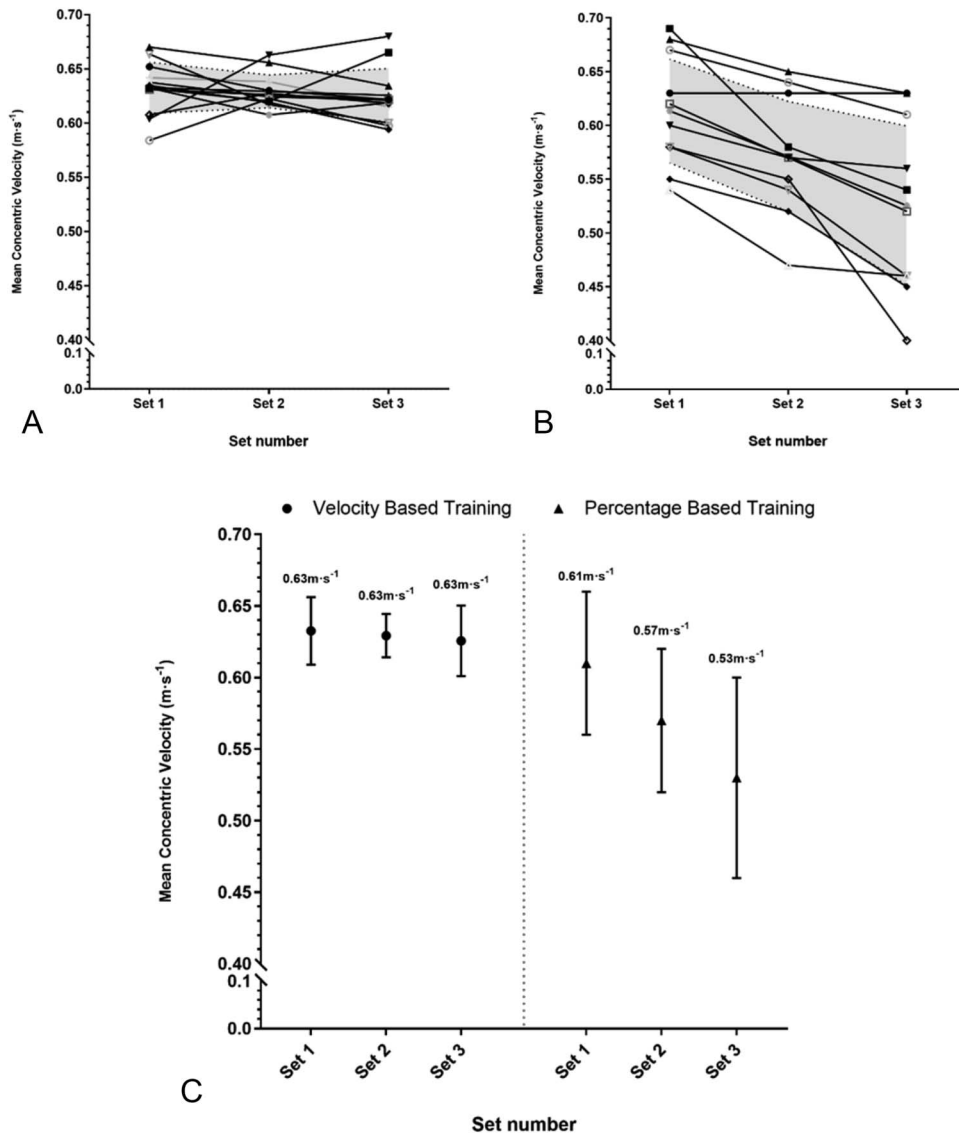 0.70
0.65
0.60
0.55
0.50
0.45
0.40
0.1
0.0
Mean Concentric Velocity (m·s⁻¹)
Set 1 Set 2 Set 3
Set number
A
0.70
0.65
0.60
0.55
0.50
0.45
0.40
0.1
0.0
Mean Concentric Velocity (m·s⁻¹)
Set 1 Set 2 Set 3
Set number
B
Velocity Based Training Percentage Based Training
0.70
0.65
0.60
0.55
0.50
0.45
0.40
0.1
0.0
Mean Concentric Velocity (m·s⁻¹)
0.63m·s⁻¹
0.63m·s⁻¹
0.63m·s⁻¹
0.61m·s⁻¹
0.57m·s⁻¹
0.53m·s⁻¹
Set 1 Set 2 Set 3 Set 1 Set 2 Set 3
Set number
C